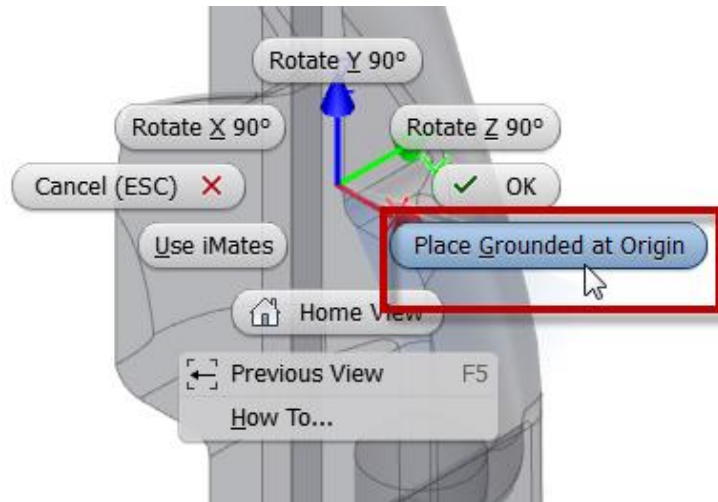 Rotate Y 90°
Rotate X 90°
Rotate Z 90°
Cancel (ESC)
OK
Use iMates
Place Grounded at Origin
Home View
Previous View F5
How To...